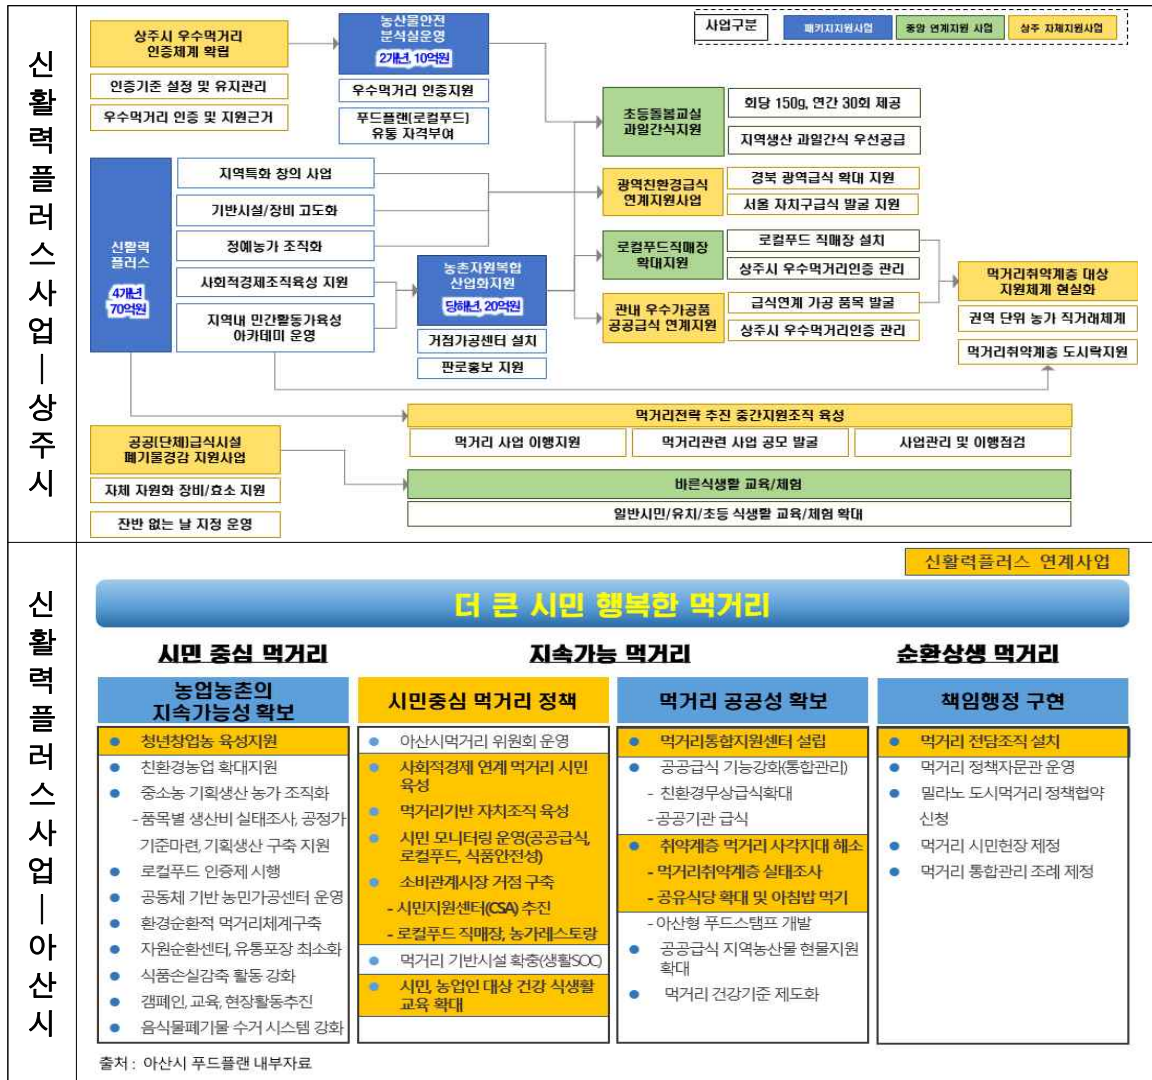 신활력플러스사업—상주시
사업구분
패키지지원사업
중앙 연계지원 사업
상주 자체지원사업
상주시 우수먹거리
인증체계 확립
인증기준 설정 및 유지관리
우수먹거리 인증 및 지원근거
농산물안전
분석실운영
2개년, 10억원
우수먹거리 인증지원
푸드플랜(로컬푸드)
유통 자격부여
신활력
플러스
4개년
70억원
지역특화 창의 사업
기반시설/장비 고도화
정예농가 조직화
사회적경제조직육성 지원
지역내 민간활동가육성
아카데미 운영
농촌지원복합
산업화지원
당해년, 20억원
거점가공센터 설치
판로홍보 지원
초등돌봄교실
과일간식지원
회당 150g, 연간 30회 제공
지역생산 과일간식 우선공급
광역친환경급식
연계지원사업
경북 광역급식 확대 지원
서울 자치구급식 발굴 지원
로컬푸드직매장
확대지원
로컬푸드 직매장 설치
상주시 우수먹거리인증 관리
관내 우수가공품
공공급식 연계지원
급식연계 가공 품목 발굴
상주시 우수먹거리인증 관리
먹거리취약계층 대상
지원체계 현실화
권역 단위 농가 직거래체계
먹거리취약계층 도시락지원
먹거리전략 추진 중간지원조직 육성
먹거리 사업 이행지원
먹거리관련 사업 공모 발굴
사업관리 및 이행점검
공공(단체)급식시설
폐기물경감 지원사업
자체 자원화 장비/효소 지원
잔반 없는 날 지정 운영
바른식생활 교육/체험
일반시민/유치/초등 식생활 교육/체험 확대
신활력플러스사업—아산시
신활력플러스 연계사업
더 큰 시민 행복한 먹거리
시민 중심 먹거리
지속가능 먹거리
순환상생 먹거리
농업농촌의
지속가능성 확보
● 청년창업농 육성지원
● 친환경농업 확대지원
● 중소농 기획생산 농가 조직화
- 품목별 생산비 실태조사, 공정가
기준마련, 기획생산 구축 지원
● 로컬푸드 인증제 시행
● 공동체 기반 농민가공센터 운영
● 환경순환적 먹거리체계구축
● 자원순환센터, 유통포장 최소화
● 식품손실감축 활동 강화
● 캠페인, 교육, 현장활동추진
● 음식물폐기물 수거 시스템 강화
시민중심 먹거리 정책
● 아산시먹거리 위원회 운영
● 사회적경제 연계 먹거리 시민
육성
● 먹거리기반 자치조직 육성
● 시민 모니터링 운영(공공급식,
로컬푸드, 식품안전성)
● 소비관계시장 거점 구축
- 시민지원센터(CSA) 추진
- 로컬푸드 직매장, 농가레스토랑
● 먹거리 기반시설 확충(생활SOC)
● 시민, 농업인 대상 건강 식생활
교육 확대
먹거리 공공성 확보
● 먹거리통합지원센터 설립
● 공공급식 기능강화(통합관리)
- 친환경무상급식확대
- 공공기관 급식
● 취약계층 먹거리 사각지대 해소
- 먹거리취약계층 실태조사
- 공유식당 확대 및 아침밥 먹기
- 아산형 푸드스탬프 개발
● 공공급식 지역농산물 현물지원
확대
● 먹거리 건강기준 제도화
책임행정 구현
● 먹거리 전담조직 설치
● 먹거리 정책자문관 운영
● 밀라노 도시먹거리 정책협약
신청
● 먹거리 시민헌장 제정
● 먹거리 통합관리 조례 제정
출처 : 아산시 푸드플랜 내부자료